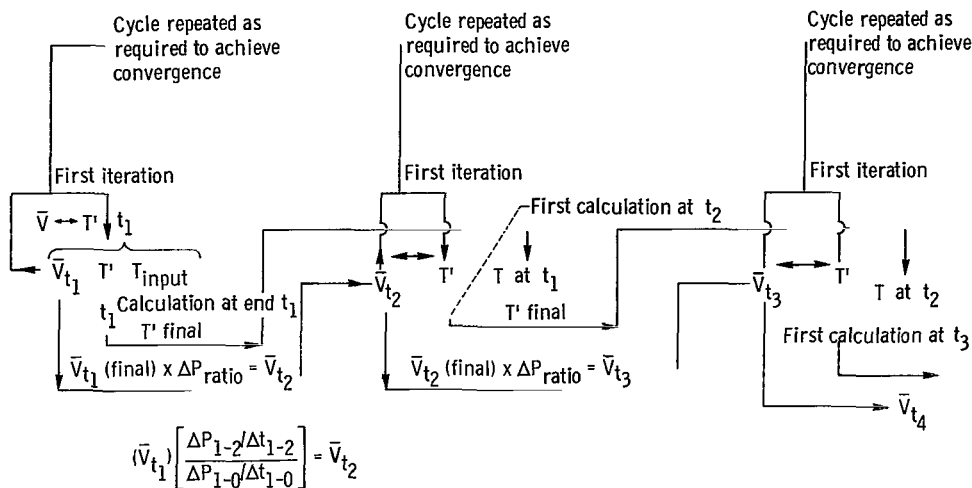 Cycle repeated as
required to achieve
convergence
Cycle repeated as
required to achieve
convergence
Cycle repeated as
required to achieve
convergence
First iteration
First iteration
First iteration
V̄ ↔ T' t₁
V̄t₁ T' T_input
t₁ Calculation at end t₁
T' final
V̄t₁ (final) x ΔP_ratio = V̄t₂
First calculation at t₂
V̄t₂ ↔ T' T at t₁
T' final
V̄t₂ (final) x ΔP_ratio = V̄t₃
V̄t₃ ↔ T' T at t₂
First calculation at t₃
V̄t₄
(V̄t₁) [ΔP₁₋₂/Δt₁₋₂ / ΔP₁₋₀/Δt₁₋₀] = V̄t₂